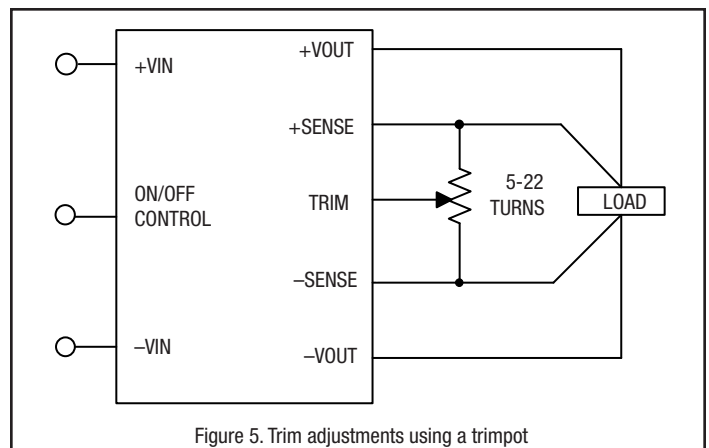 +VIN
ON/OFF
CONTROL
–VIN
+VOUT
+SENSE
TRIM
–SENSE
–VOUT
5-22
TURNS
LOAD
Figure 5. Trim adjustments using a trimpot